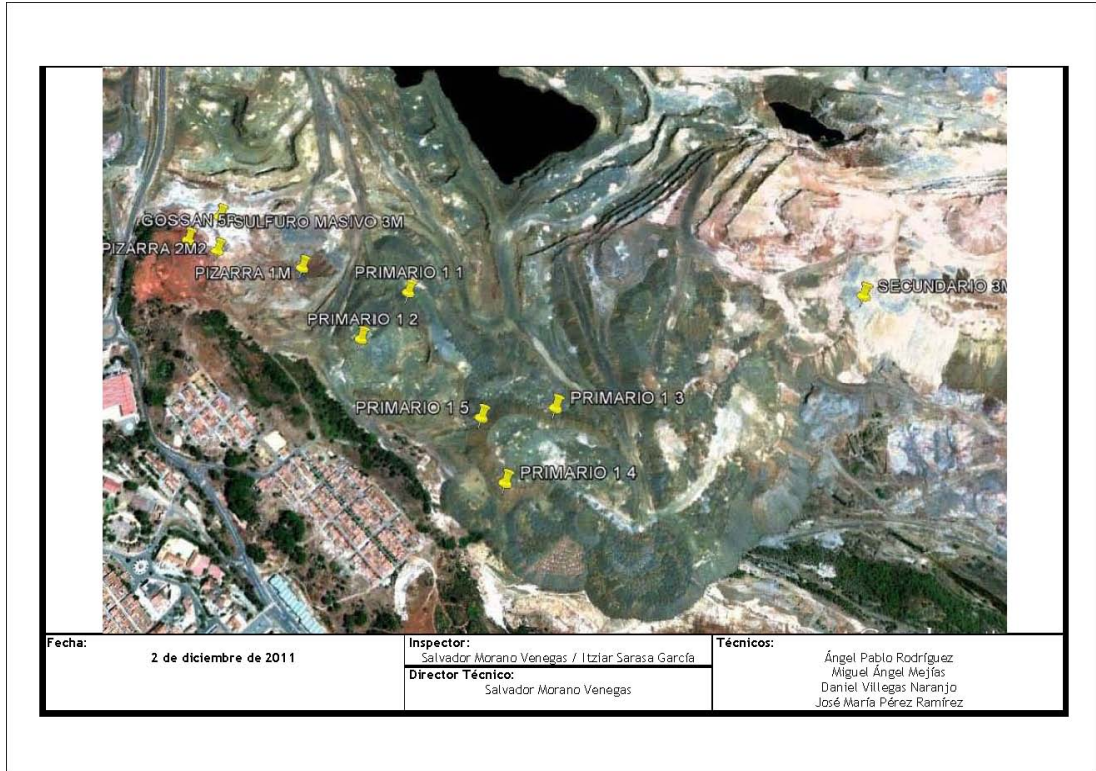 GOSSAN 5P
SULFURO MASIVO 3M
PIZARRA 2M2
PIZARRA 1M
PRIMARIO 1 1
SECUNDARIO 3M
PRIMARIO 1 2
PRIMARIO 1 3
PRIMARIO 1 5
PRIMARIO 1 4
Fecha:
2 de diciembre de 2011
Inspector:
Salvador Morano Venegas / Itziar Sarasa García
Director Técnico:
Salvador Morano Venegas
Técnicos:
Ángel Pablo Rodríguez
Miguel Ángel Mejías
Daniel Villegas Naranjo
José María Pérez Ramírez